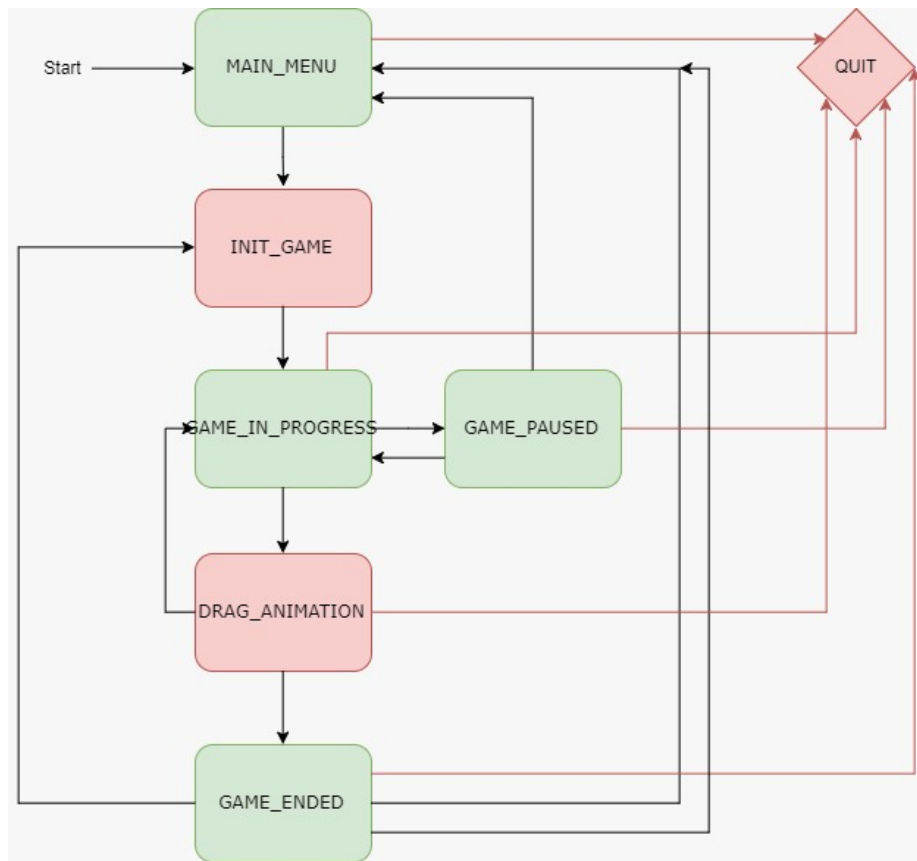 MAIN_MENU
QUIT
Start
INIT_GAME
GAME_IN_PROGRESS
GAME_PAUSED
DRAG_ANIMATION
GAME_ENDED